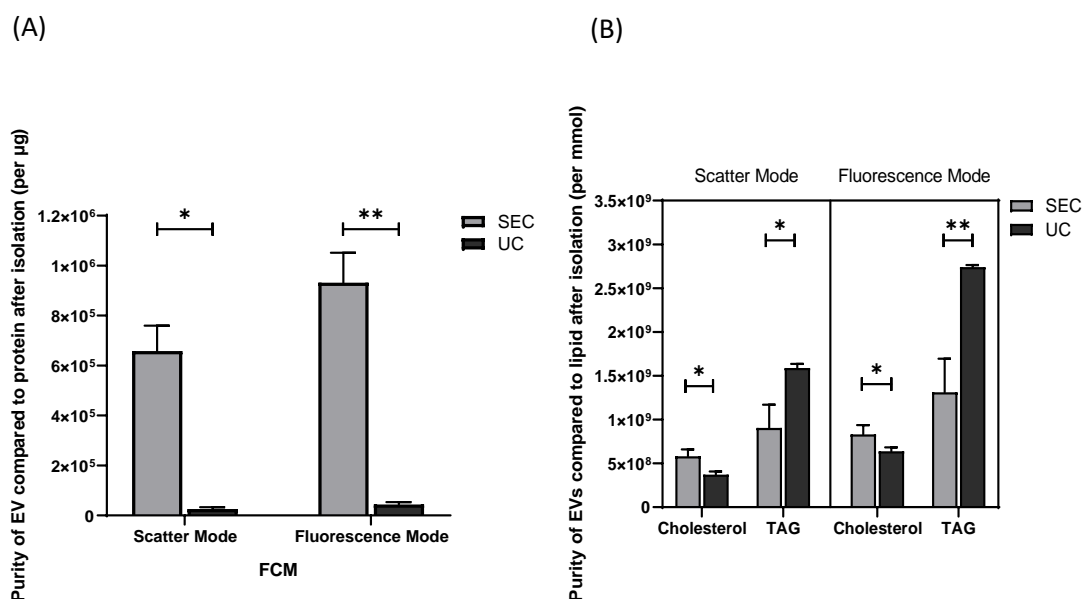 (A)
(B)
Purity of EV compared to protein after isolation (per µg)
1.2×10⁶
1×10⁶
8×10⁵
6×10⁵
4×10⁵
2×10⁵
0
*
**
SEC
UC
Scatter Mode
Fluorescence Mode
FCM
Purity of EVs compared to lipid after isolation (per mmol)
Scatter Mode
Fluorescence Mode
3.5×10⁹
3×10⁹
2.5×10⁹
2×10⁹
1.5×10⁹
1×10⁹
5×10⁸
0
*
*
*
**
SEC
UC
Cholesterol
TAG
Cholesterol
TAG